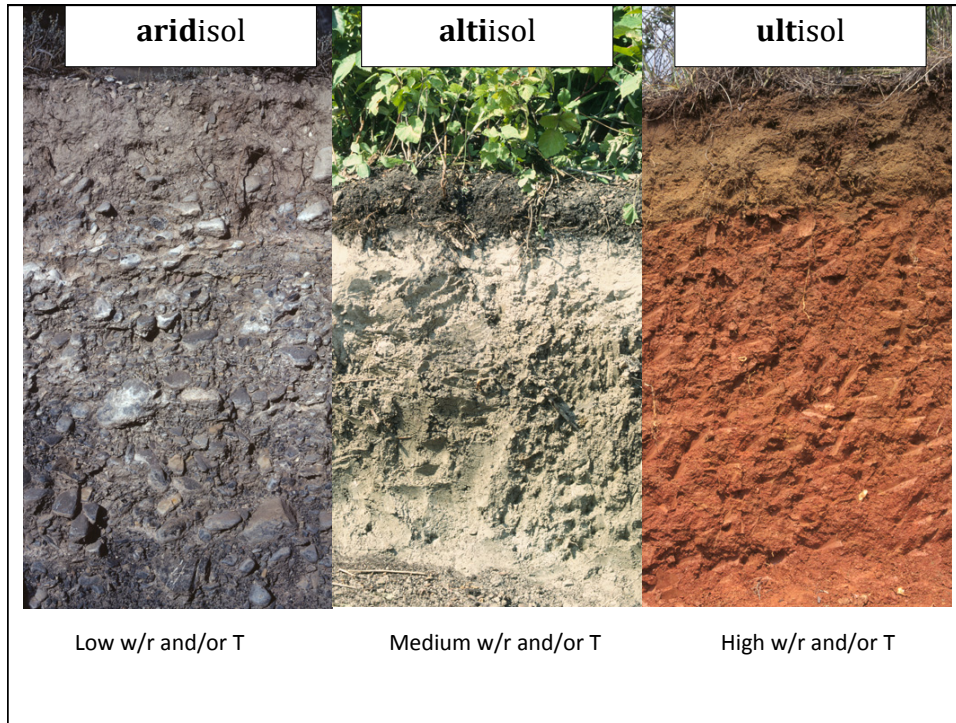 aridisol altiisol ultisol
Low w/r and/or T Medium w/r and/or T High w/r and/or T